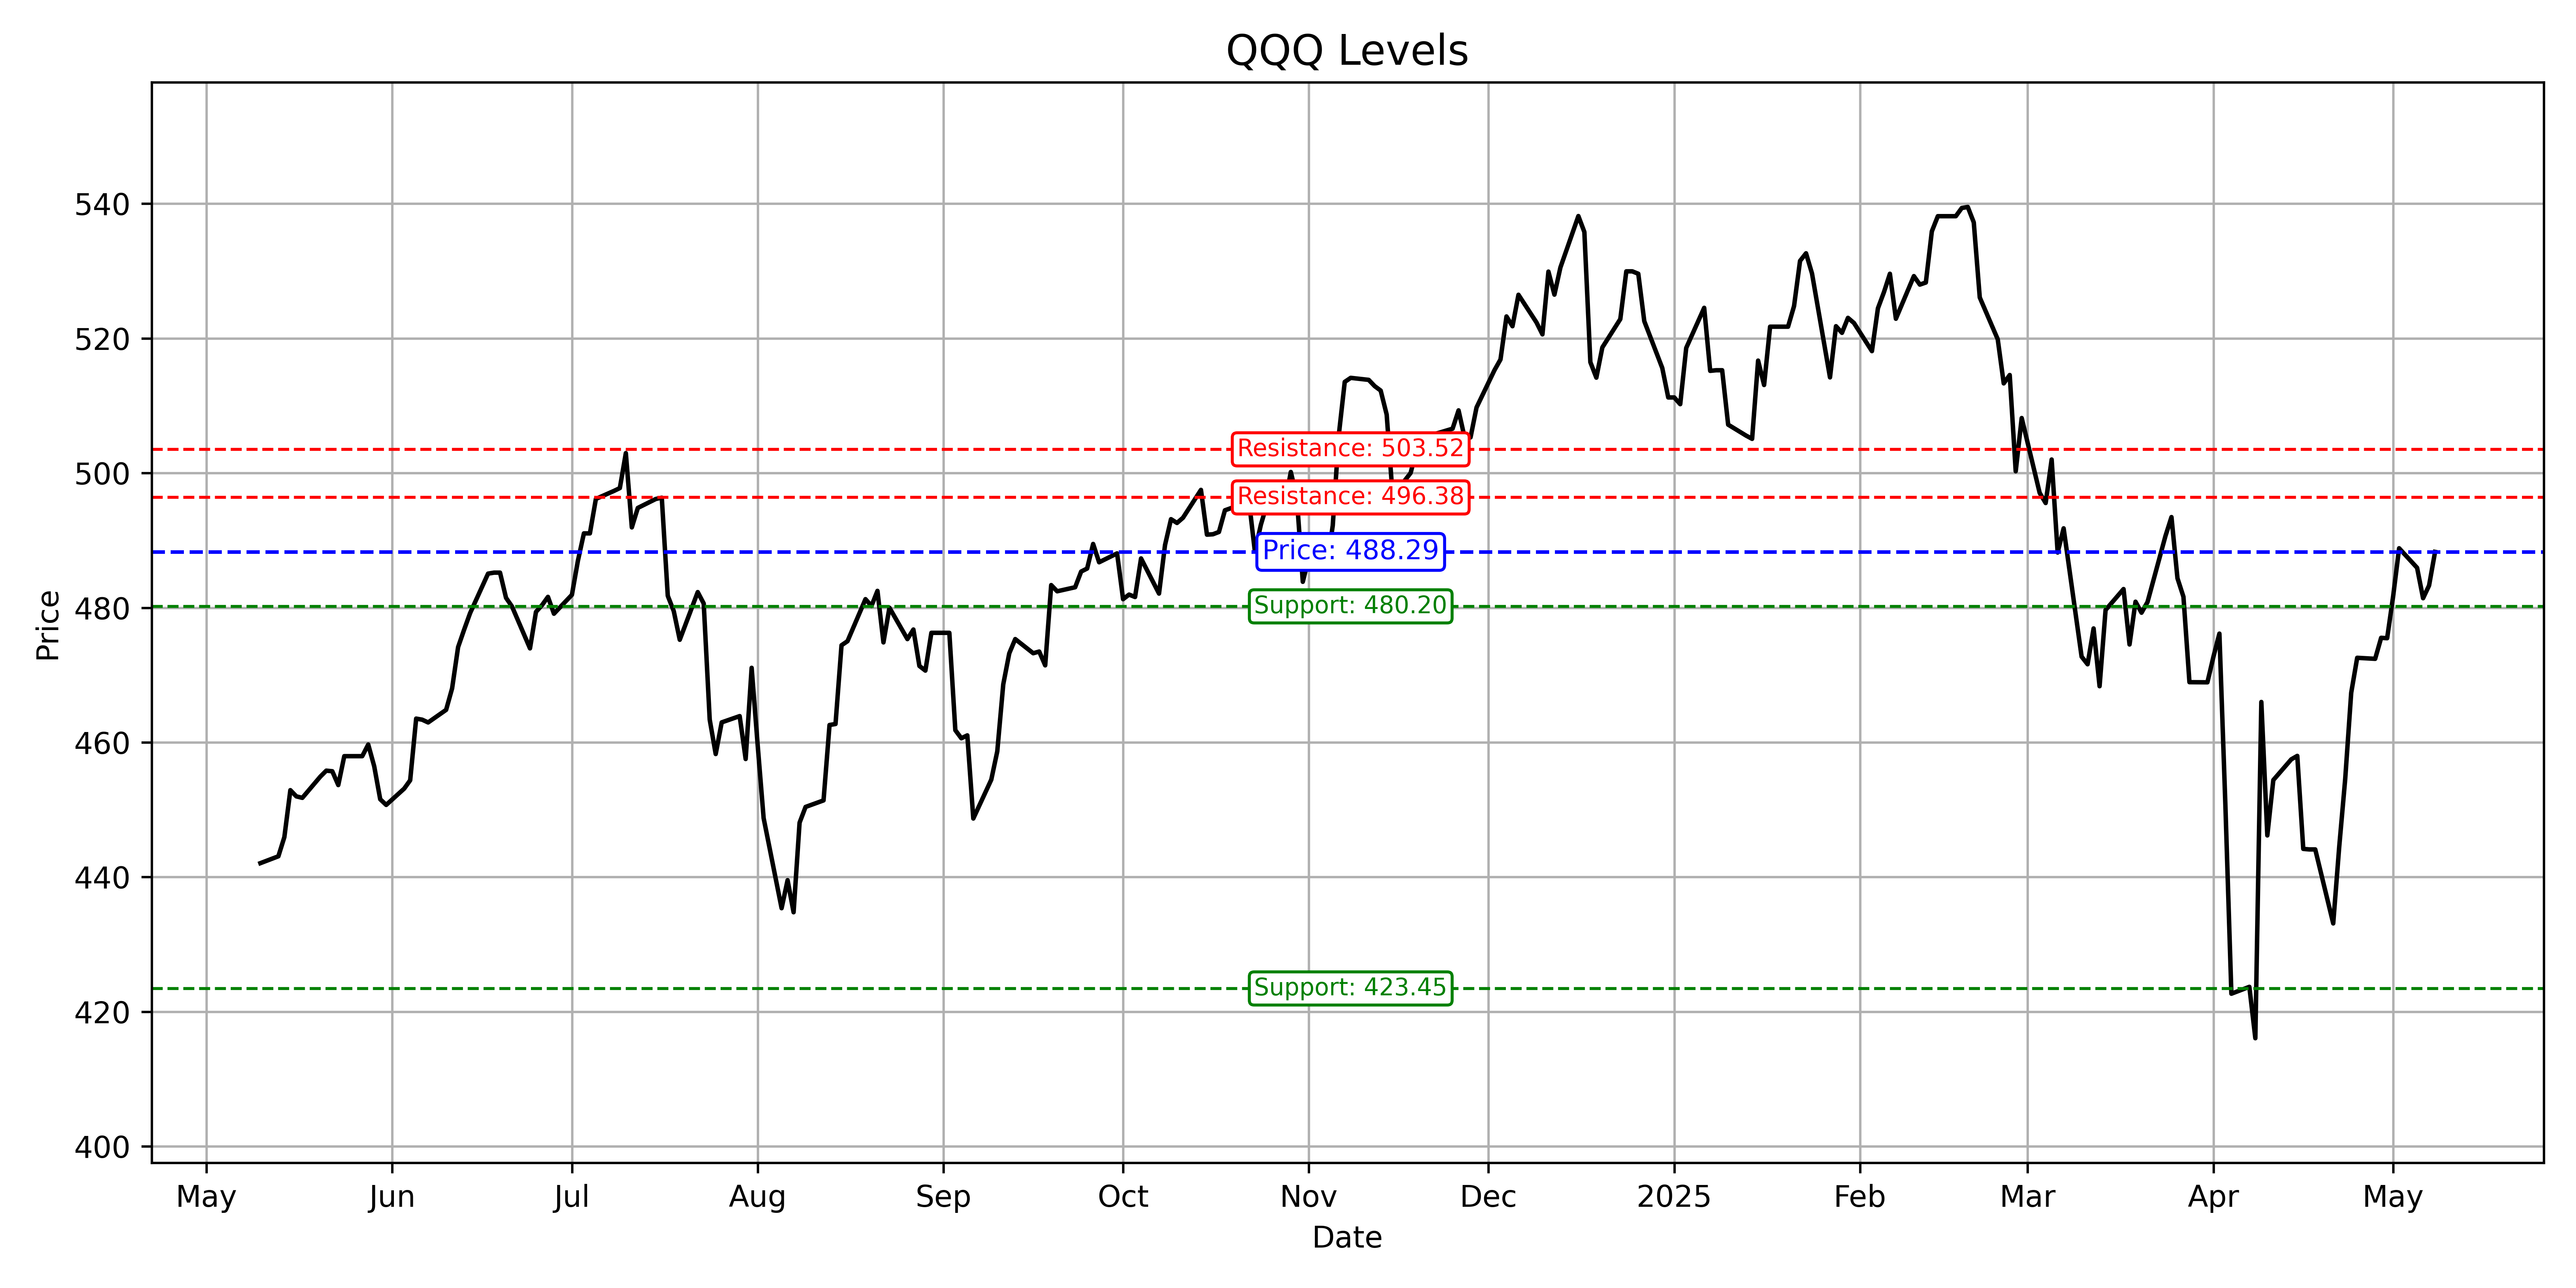 QQQ Levels
540
520
500
480
460
440
420
400
Price
Resistance: 503.52
Resistance: 496.38
Price: 488.29
Support: 480.20
Support: 423.45
May Jun Jul Aug Sep Oct Nov Dec 2025 Feb Mar Apr May
Date